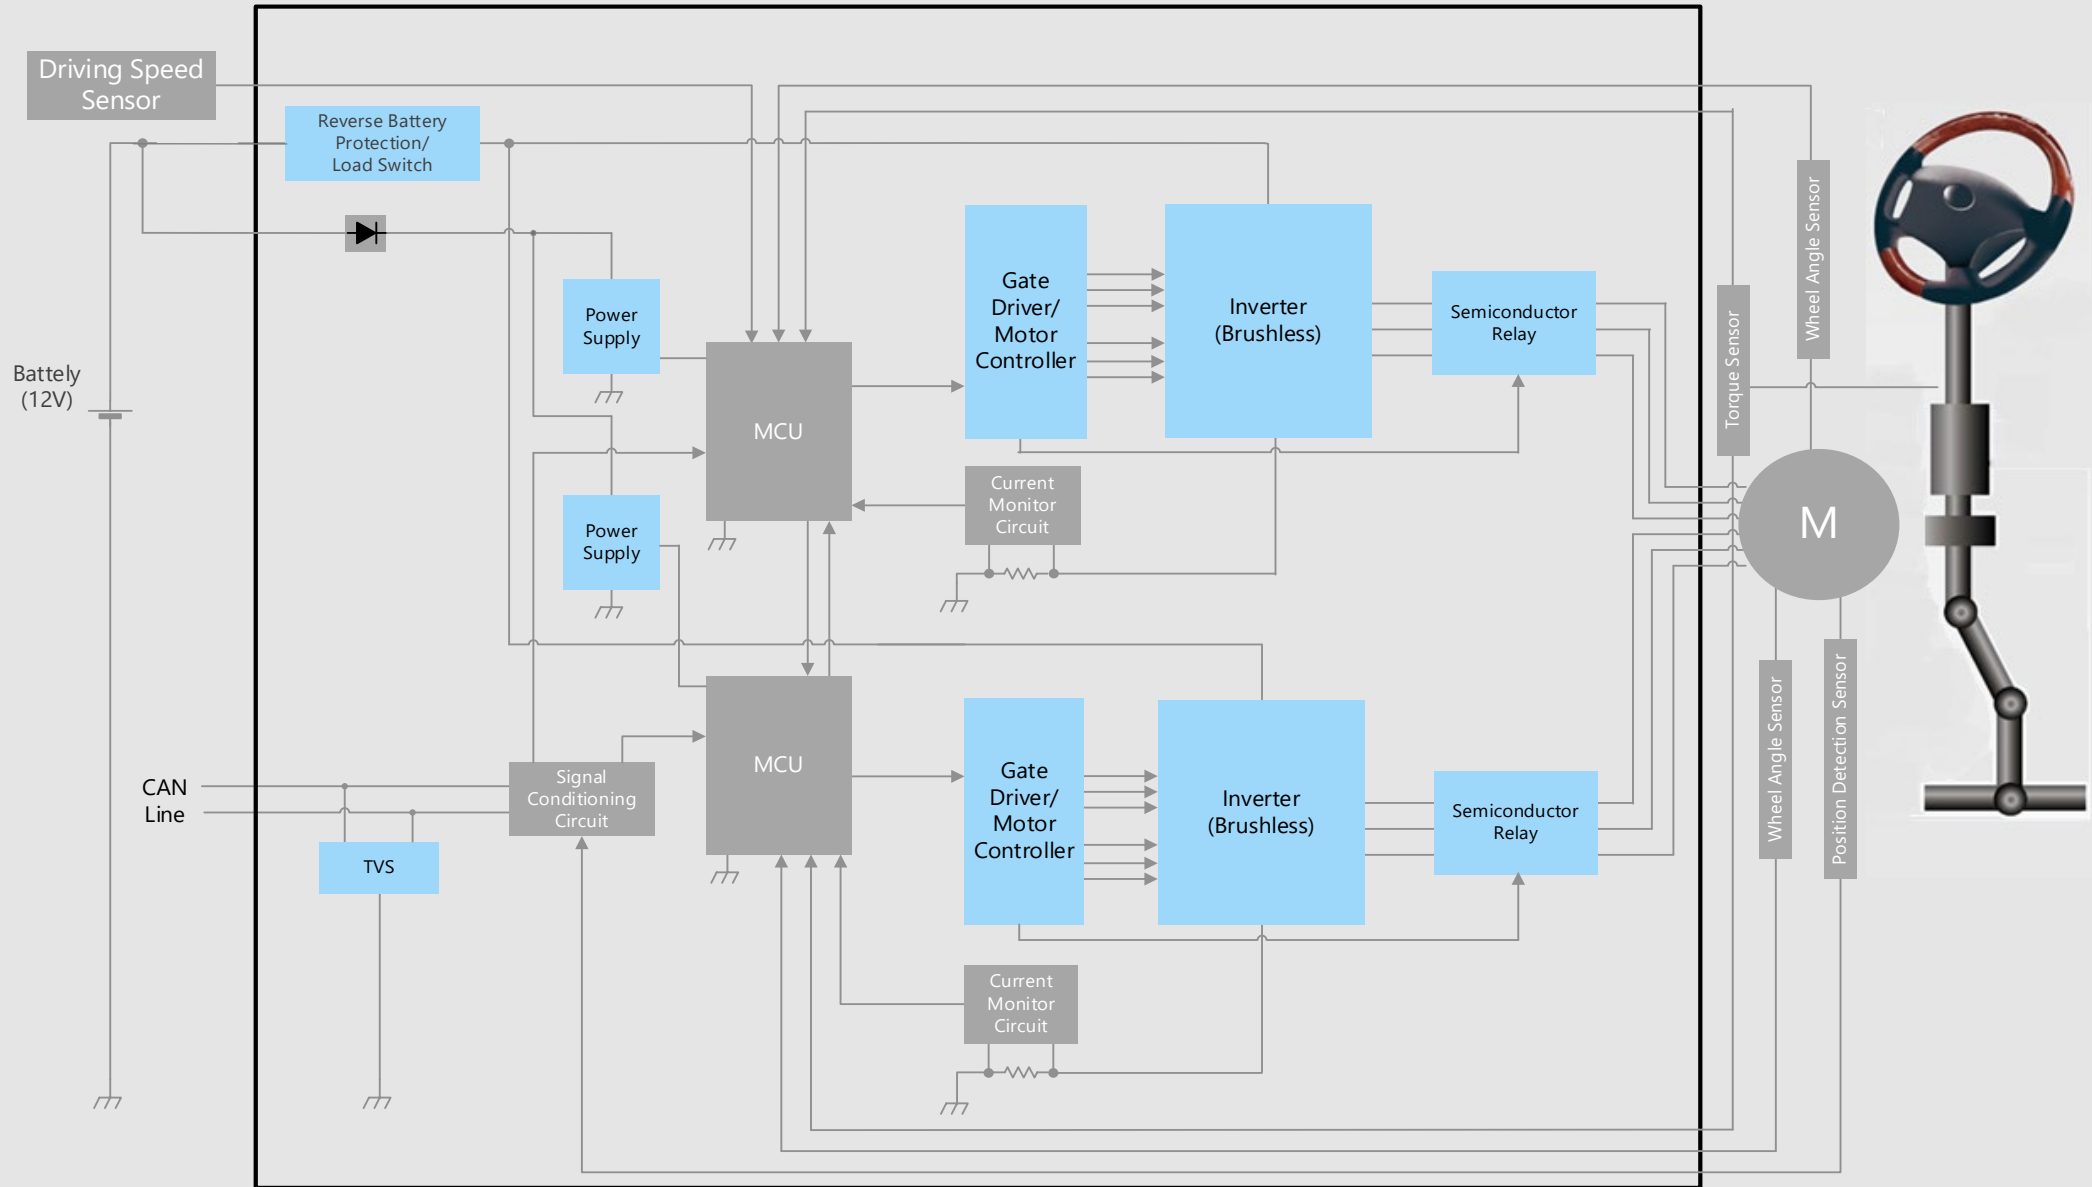 Driving Speed
Sensor
Reverse Battery
Protection/
Load Switch
Wheel Angle Sensor
Power
Supply
Gate
Driver/
Motor
Controller
Inverter
(Brushless)
Semiconductor
Relay
Torque Sensor
Battely
(12V)
MCU
Current
Monitor
Circuit
M
Power
Supply
Wheel Angle Sensor
Position Detection Sensor
MCU
CAN
Line
Signal
Conditioning
Circuit
Gate
Driver/
Motor
Controller
Inverter
(Brushless)
Semiconductor
Relay
TVS
Current
Monitor
Circuit